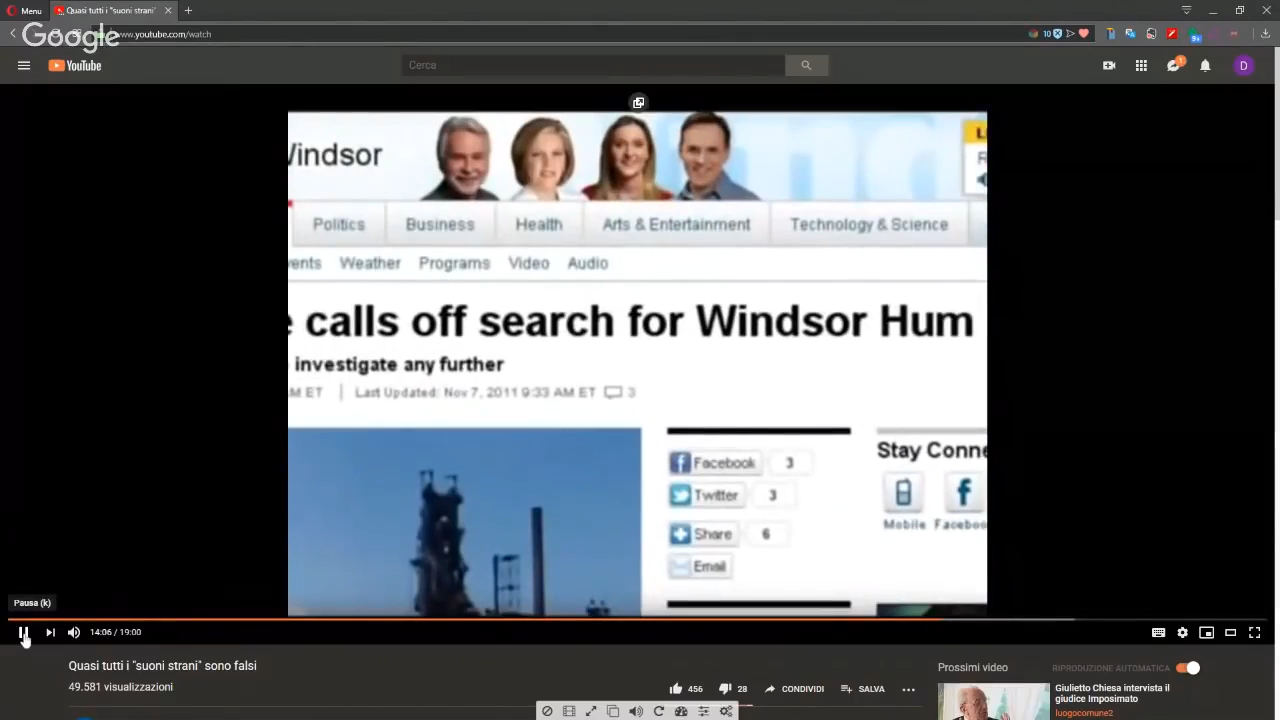 Menu
Quasi tutti i "suoni strani"
Google
www.youtube.com/watch
10
9+
YouTube
Cerca
1
D
Windsor
Politics
Business
Health
Arts & Entertainment
Technology & Science
Weather
Programs
Video
Audio
calls off search for Windsor Hum
investigate any further
M ET | Last Updated: Nov 7, 2011 9:33 AM ET 3
Facebook 3
Twitter 3
Share 6
Email
Stay Conne
Mobile Faceboo
Pausa (k)
14:06 / 19:00
Quasi tutti i "suoni strani" sono falsi
49.581 visualizzazioni
456
28
CONDIVIDI
SALVA
Prossimi video
RIPRODUZIONE AUTOMATICA
Giulietto Chiesa intervista il
giudice Imposimato
luogocomune2